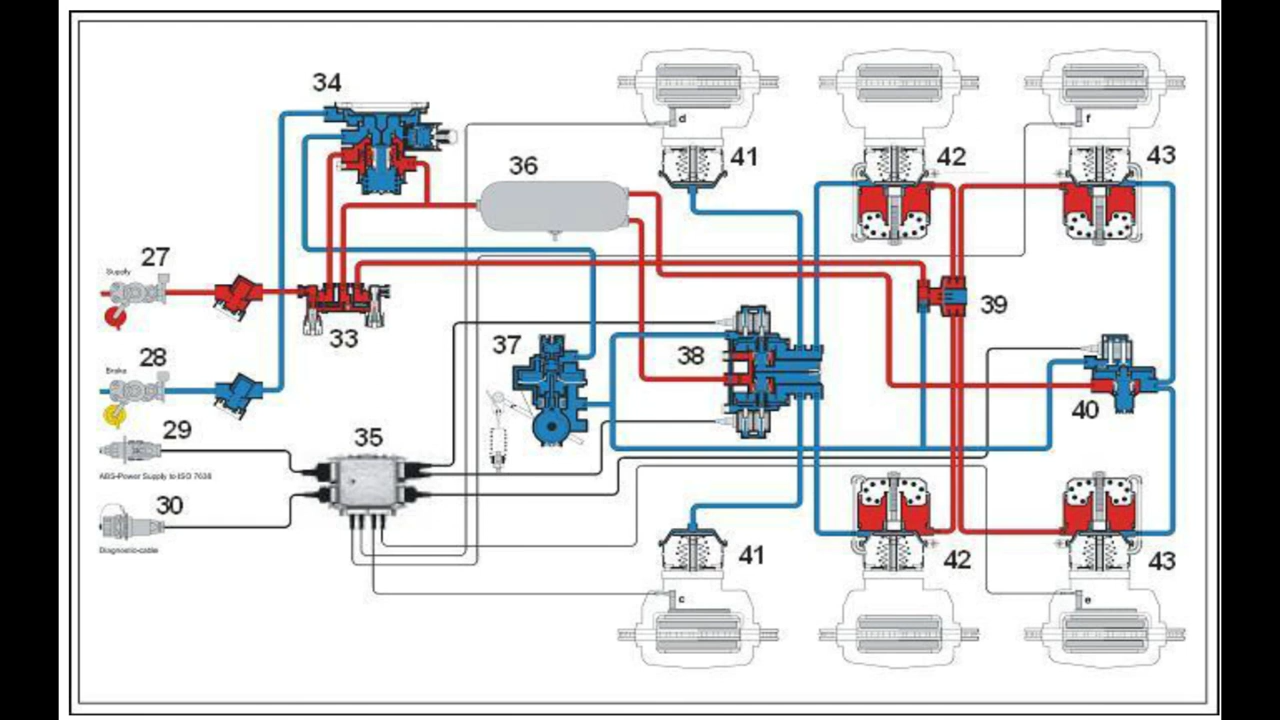 34
d
f
41
42
43
36
27
Supply
39
33
28
37
38
Brake
40
29
35
ABS-Power Supply to ISO 7638
30
Diagnostic-cable
41
42
43
c
e